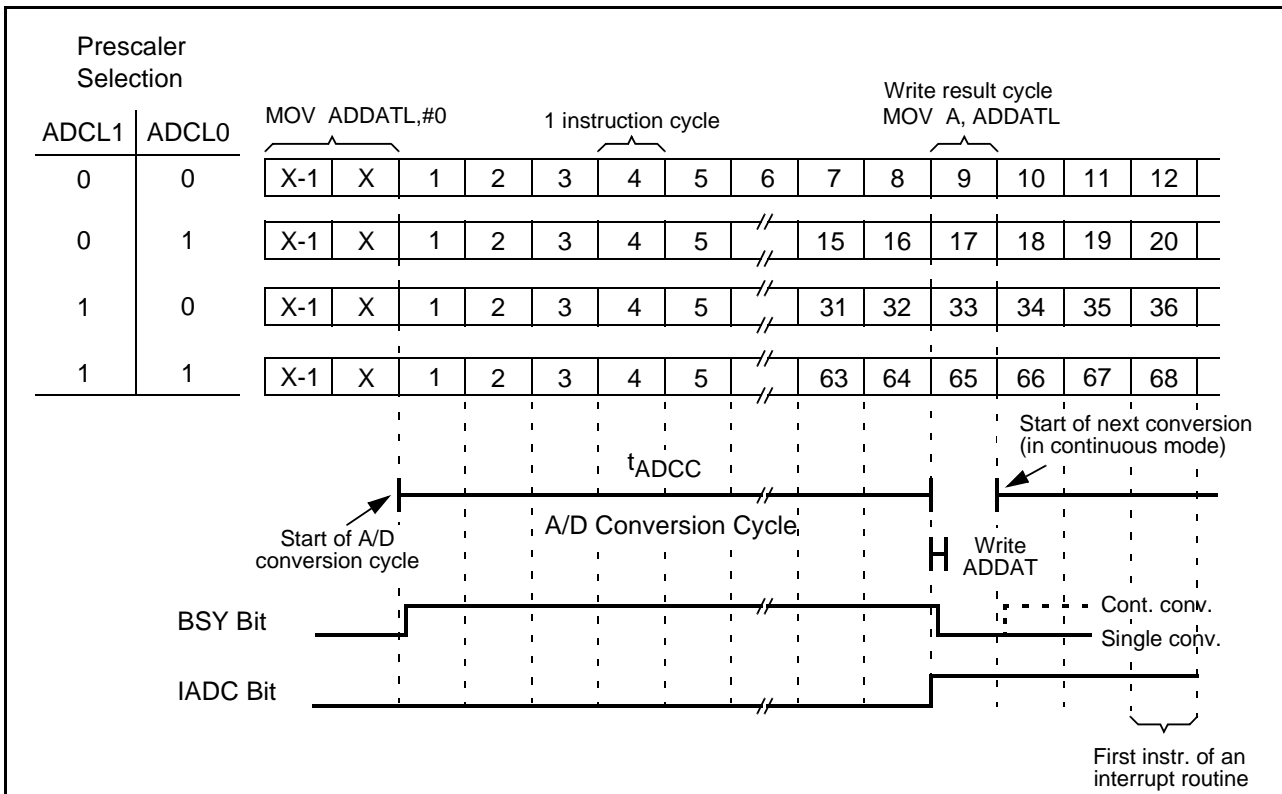 Prescaler
Selection
ADCL1 ADCL0
MOV ADDATL,#0
1 instruction cycle
Write result cycle
MOV A, ADDATL
0 0 X-1 X 1 2 3 4 5 6 7 8 9 10 11 12
0 1 X-1 X 1 2 3 4 5 15 16 17 18 19 20
1 0 X-1 X 1 2 3 4 5 31 32 33 34 35 36
1 1 X-1 X 1 2 3 4 5 63 64 65 66 67 68
Start of next conversion
(in continuous mode)
tADCC
A/D Conversion Cycle
Start of A/D
conversion cycle
Write
ADDAT
BSY Bit
Cont. conv.
Single conv.
IADC Bit
First instr. of an
interrupt routine